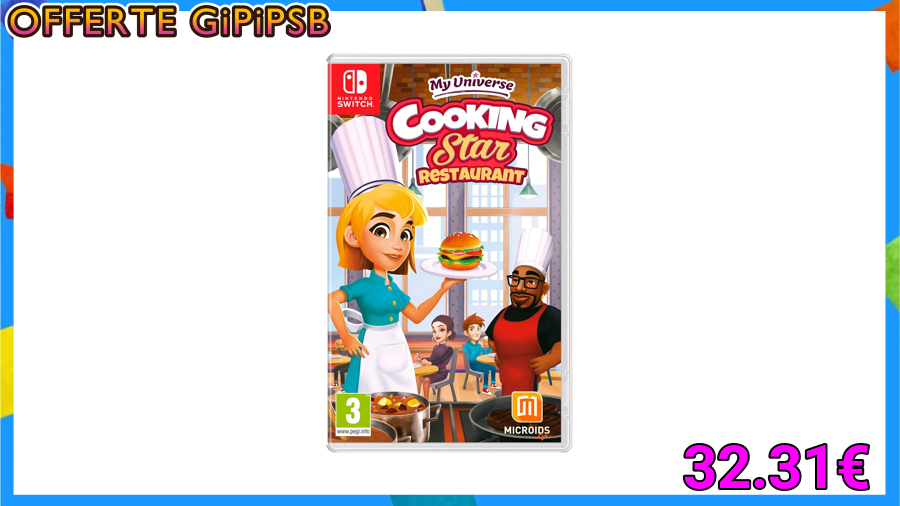 OFFERTE GiPiPSB
NINTENDO
SWITCH
My Universe
COOKING
Star
RESTAURANT
3
www.pegi.info
MICROIDS
32.31€